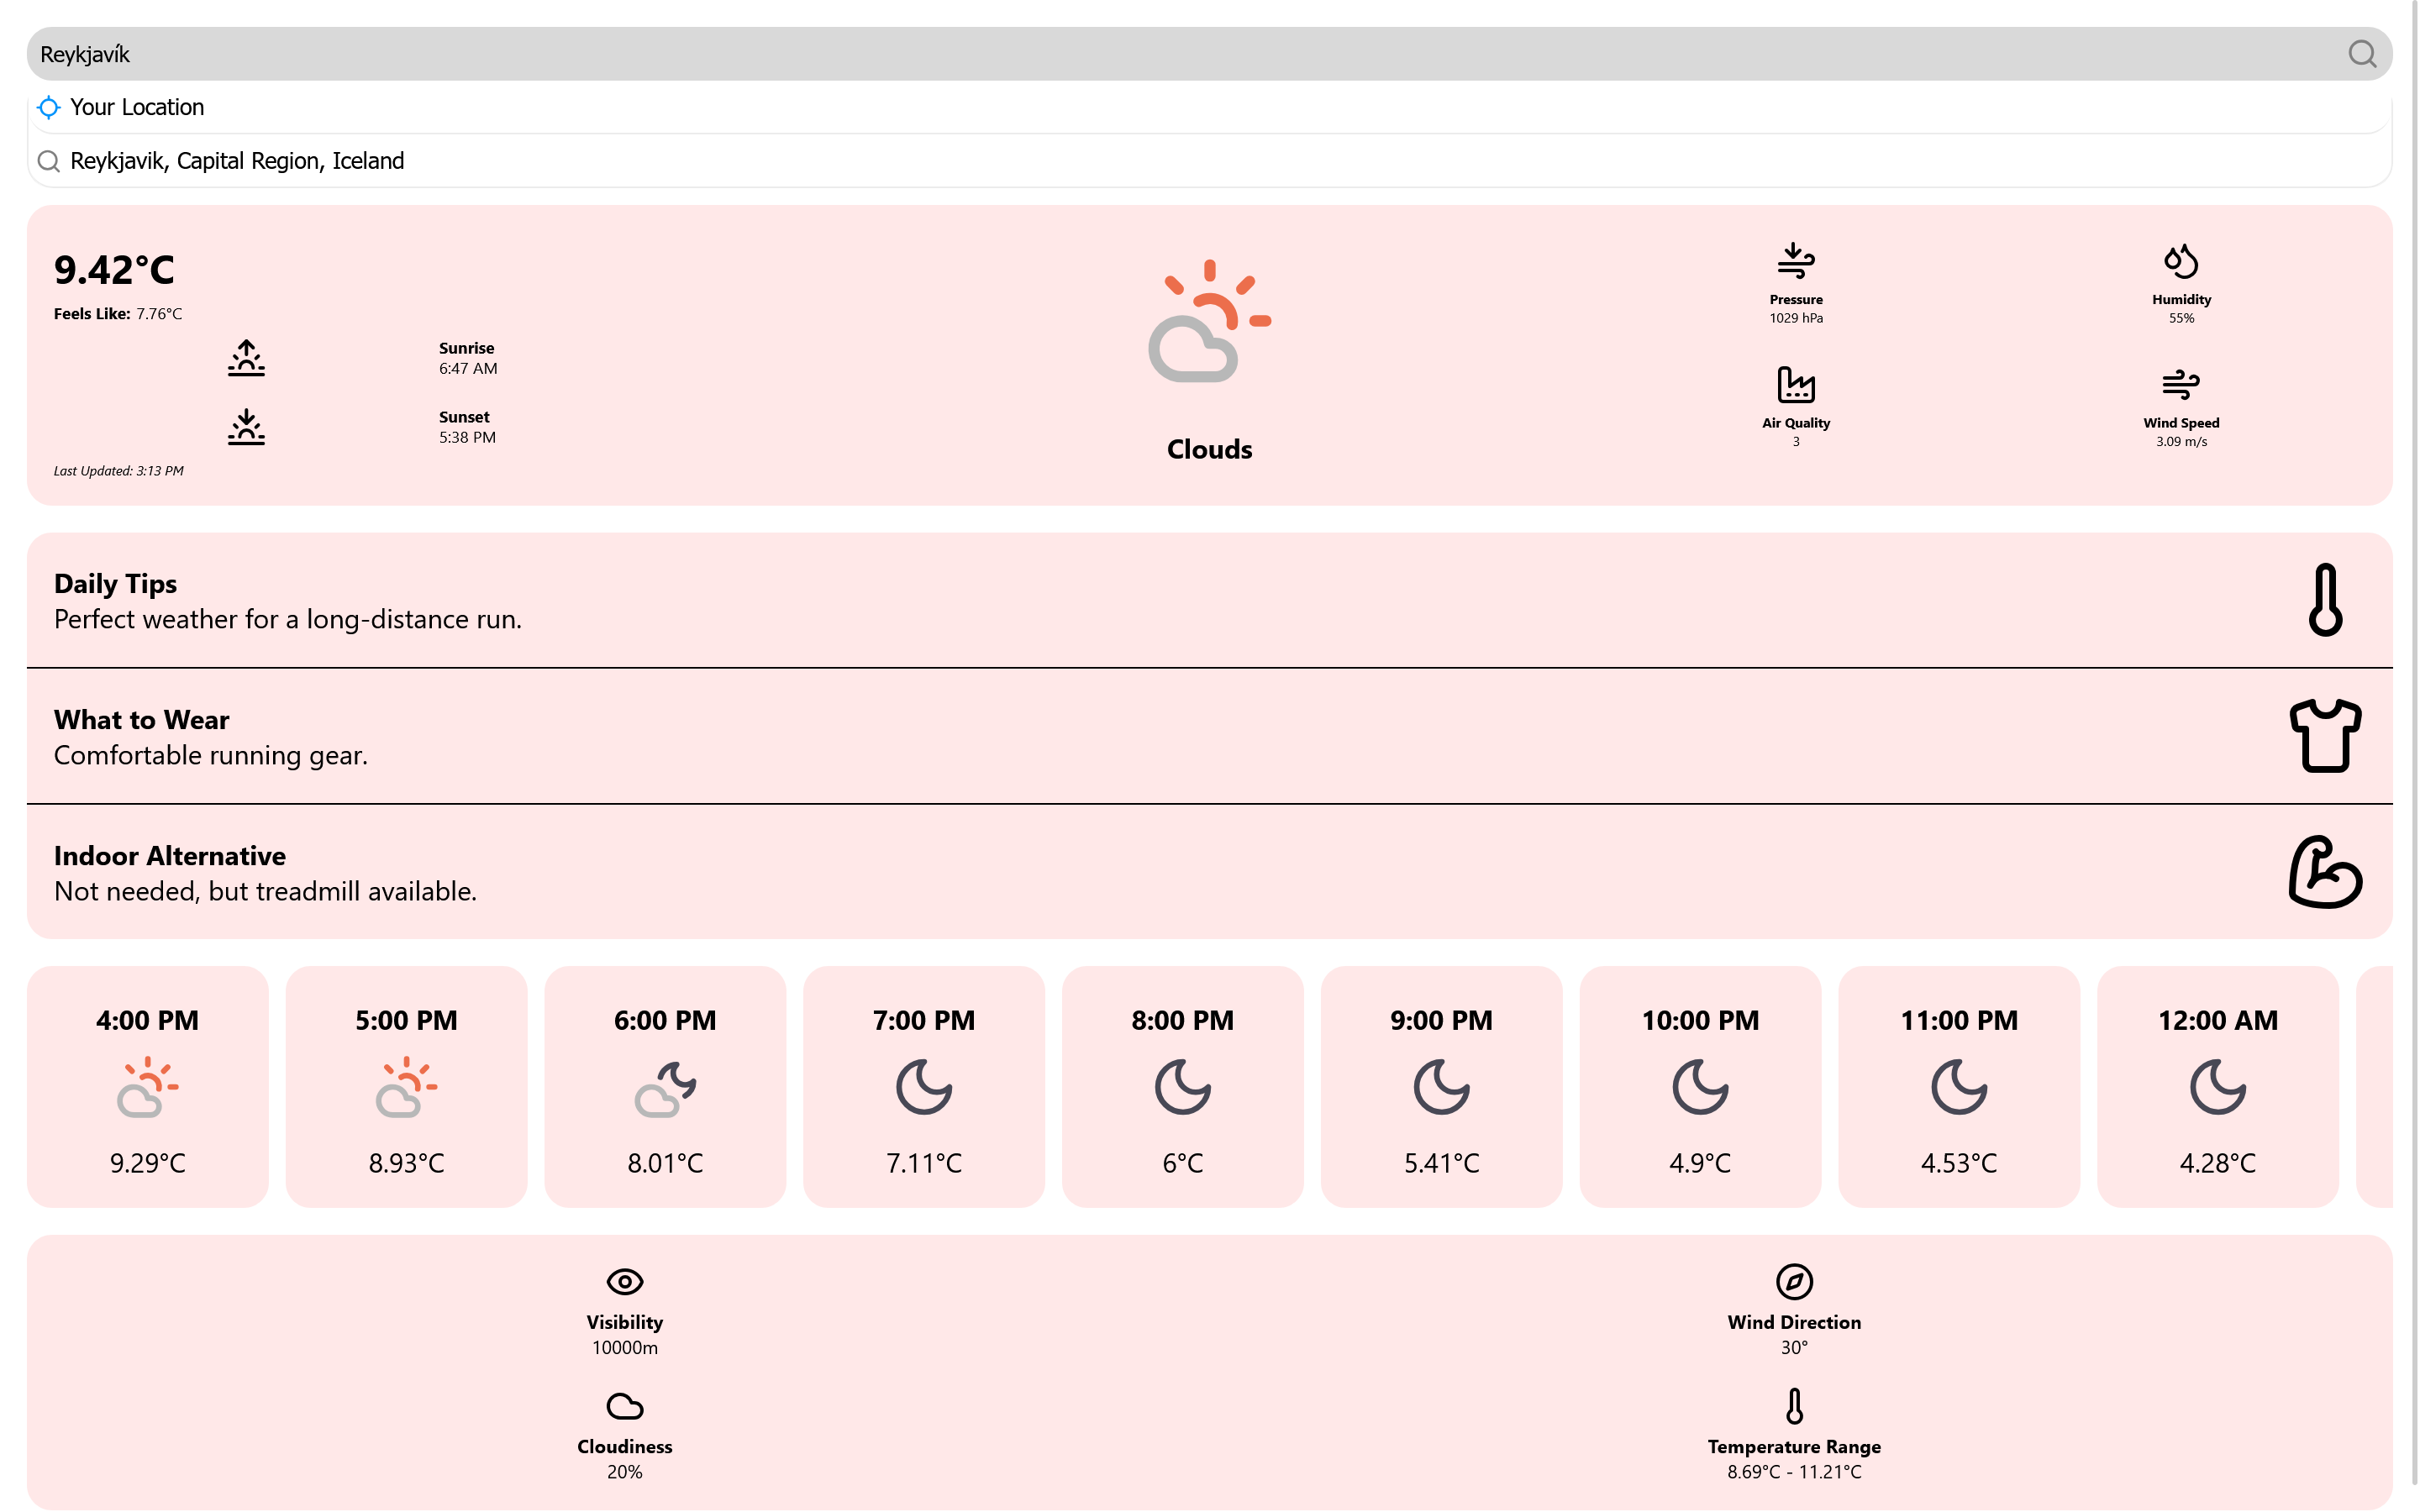 Reykjavík
Your Location
Reykjavik, Capital Region, Iceland
9.42°C
Feels Like: 7.76°C
Sunrise
6:47 AM
Sunset
5:38 PM
Last Updated: 3:13 PM
Clouds
Pressure
1029 hPa
Humidity
55%
Air Quality
3
Wind Speed
3.09 m/s
Daily Tips
Perfect weather for a long-distance run.
What to Wear
Comfortable running gear.
Indoor Alternative
Not needed, but treadmill available.
4:00 PM
9.29°C
5:00 PM
8.93°C
6:00 PM
8.01°C
7:00 PM
7.11°C
8:00 PM
6°C
9:00 PM
5.41°C
10:00 PM
4.9°C
11:00 PM
4.53°C
12:00 AM
4.28°C
Visibility
10000m
Wind Direction
30°
Cloudiness
20%
Temperature Range
8.69°C - 11.21°C